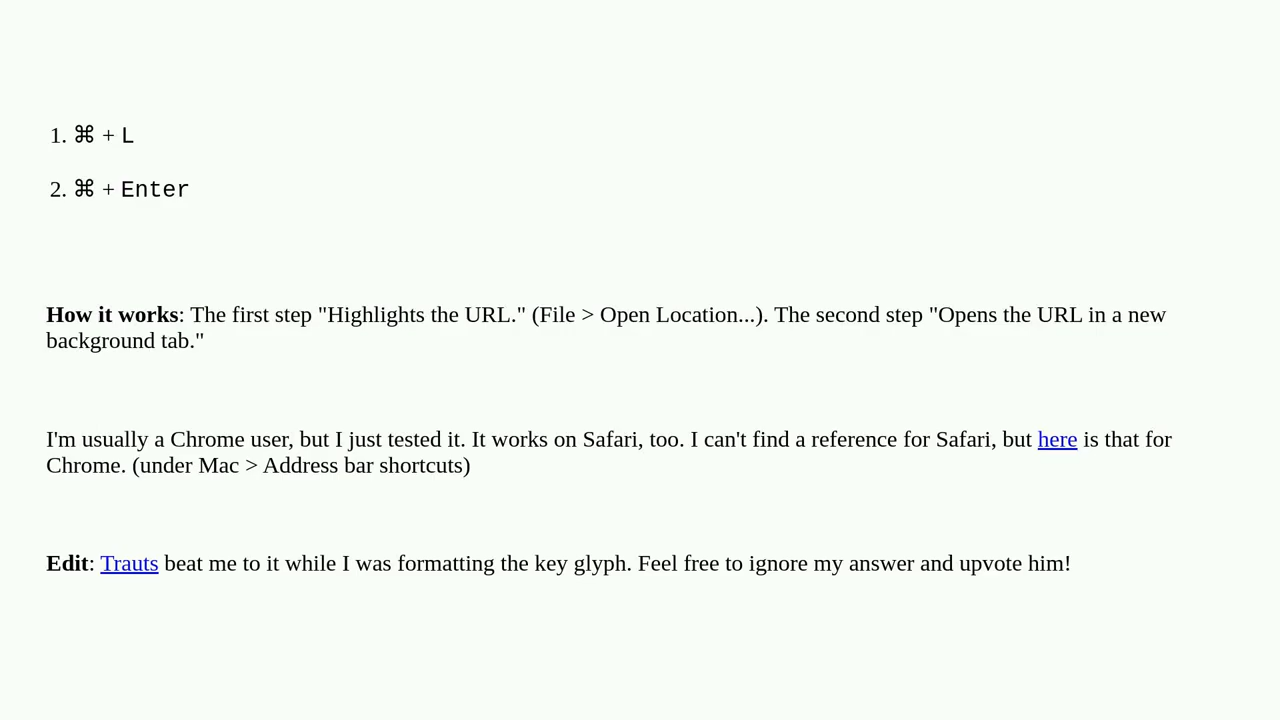 1. ⌘ + L
2. ⌘ + Enter
How it works: The first step "Highlights the URL." (File > Open Location...). The second step "Opens the URL in a new
background tab."
I'm usually a Chrome user, but I just tested it. It works on Safari, too. I can't find a reference for Safari, but here is that for
Chrome. (under Mac > Address bar shortcuts)
Edit: Trauts beat me to it while I was formatting the key glyph. Feel free to ignore my answer and upvote him!